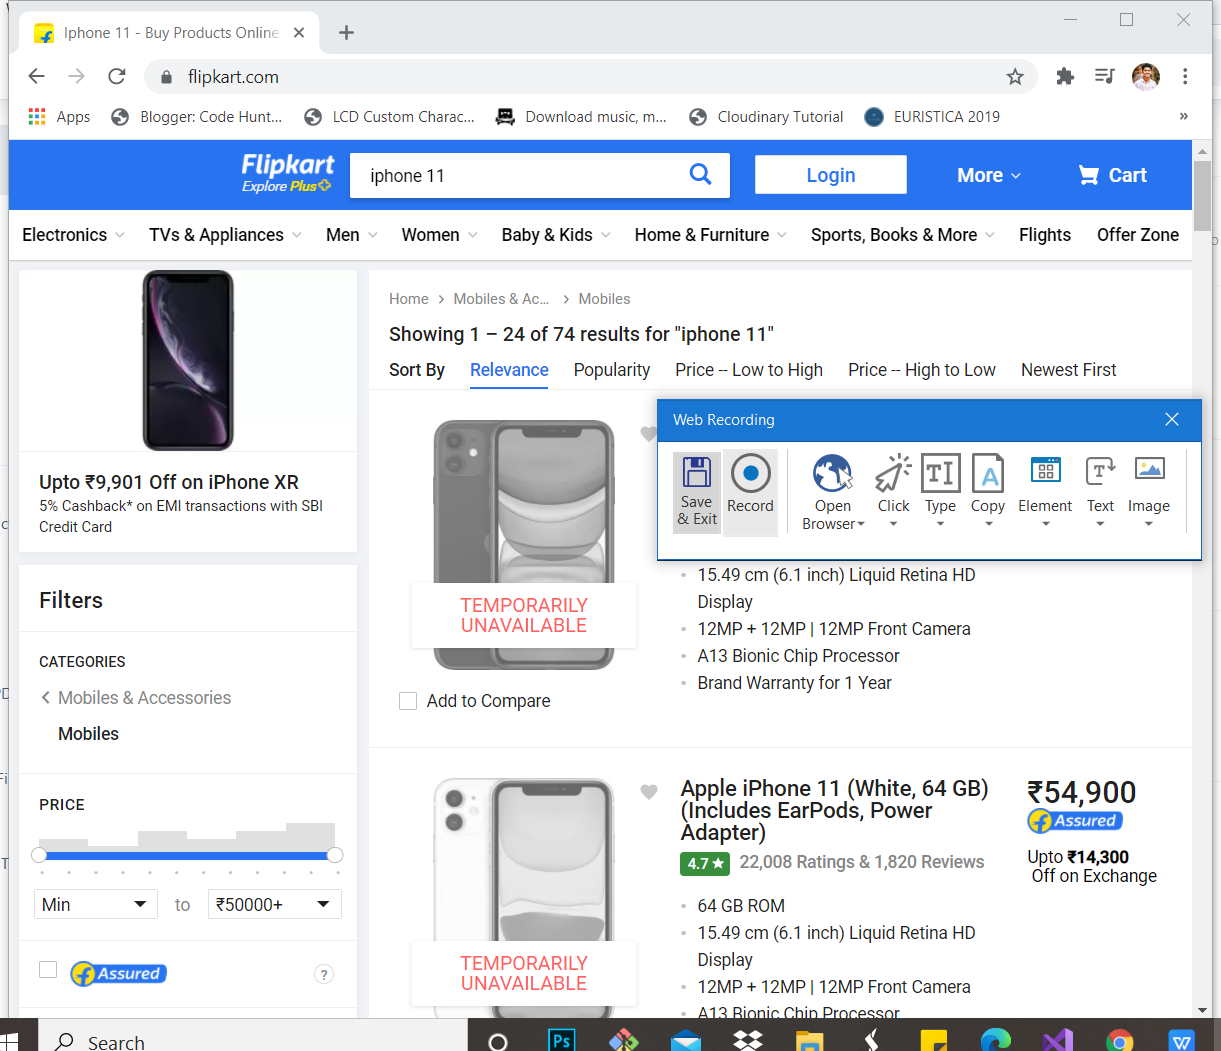 Iphone 11 - Buy Products Online
flipkart.com
Apps
Blogger: Code Hunt...
LCD Custom Charac...
Download music, m...
Cloudinary Tutorial
EURISTICA 2019
»
Flipkart
Explore Plus
iphone 11
Login
More
Cart
Electronics
TVs & Appliances
Men
Women
Baby & Kids
Home & Furniture
Sports, Books & More
Flights
Offer Zone
Upto ₹9,901 Off on iPhone XR
5% Cashback* on EMI transactions with SBI
Credit Card
Filters
CATEGORIES
Mobiles & Accessories
Mobiles
PRICE
Min
to
₹50000+
Assured
?
Home
Mobiles & Ac...
Mobiles
Showing 1 – 24 of 74 results for "iphone 11"
Sort By
Relevance
Popularity
Price -- Low to High
Price -- High to Low
Newest First
Web Recording
Save
& Exit
Record
Open
Browser
Click
Type
Copy
Element
Text
Image
TEMPORARILY
UNAVAILABLE
Add to Compare
15.49 cm (6.1 inch) Liquid Retina HD
Display
12MP + 12MP | 12MP Front Camera
A13 Bionic Chip Processor
Brand Warranty for 1 Year
TEMPORARILY
UNAVAILABLE
Apple iPhone 11 (White, 64 GB)
(Includes EarPods, Power
Adapter)
4.7★
22,008 Ratings & 1,820 Reviews
64 GB ROM
15.49 cm (6.1 inch) Liquid Retina HD
Display
12MP + 12MP | 12MP Front Camera
A13 Bionic Chip Processor
₹54,900
Assured
Upto ₹14,300
Off on Exchange
Search
Ps